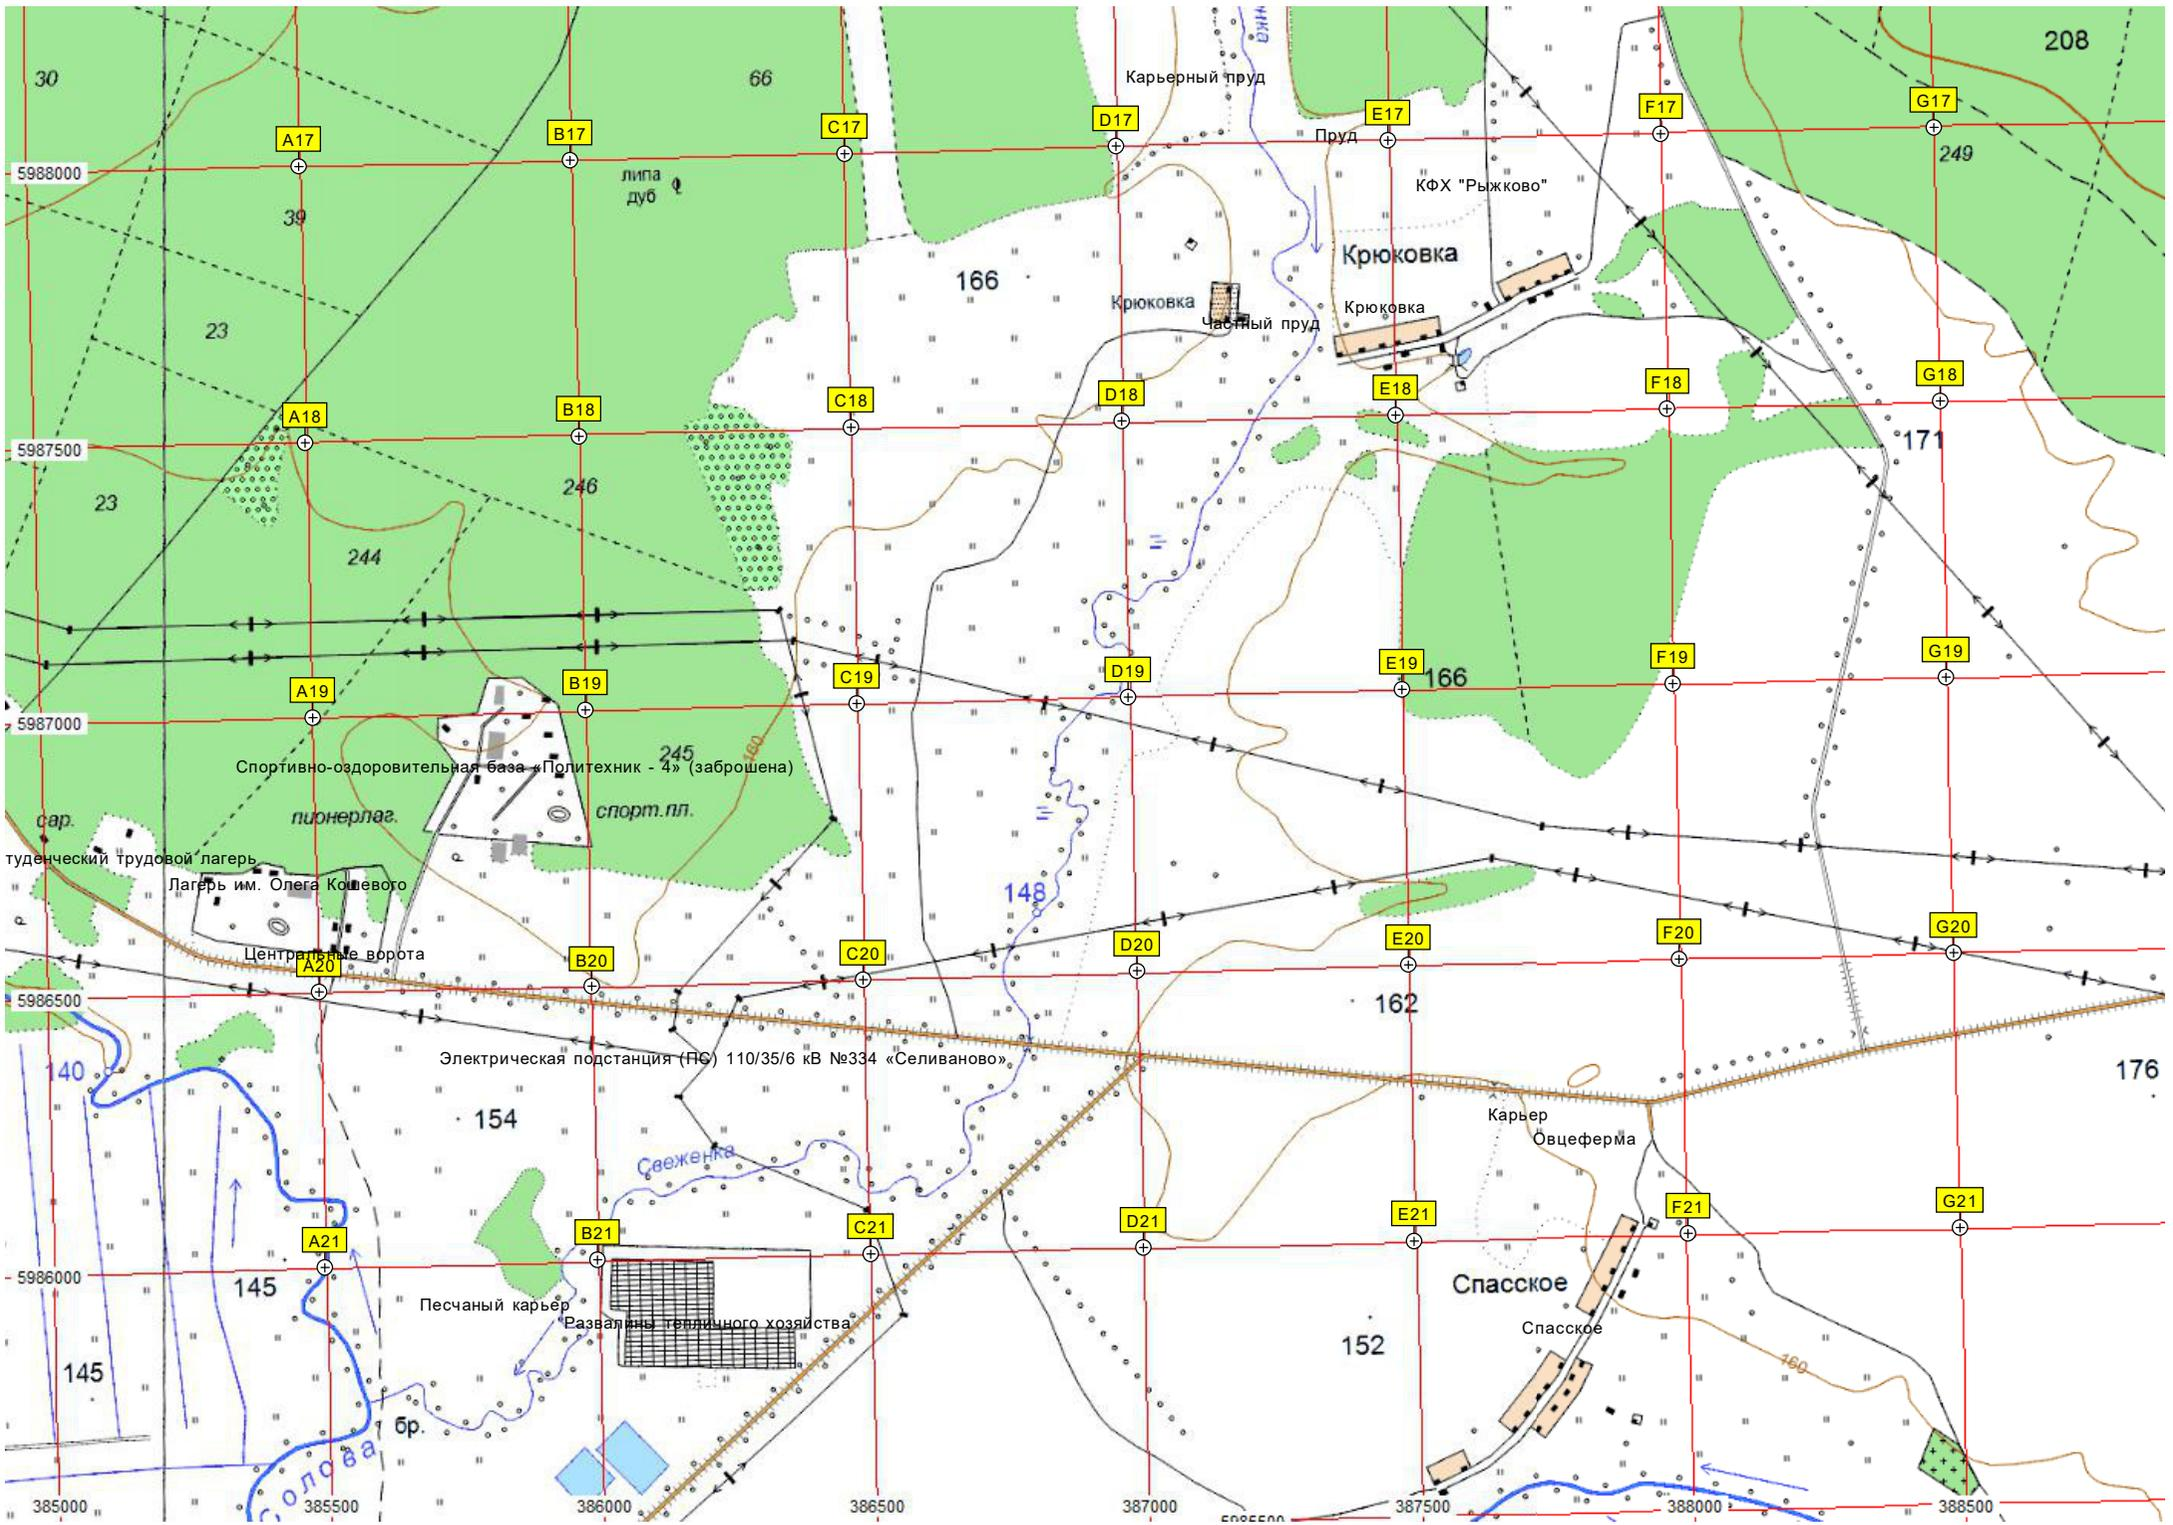 нка
208
30
66
Карьерный пруд
A17
B17
C17
D17
E17
F17
G17
Пруд
249
5988000
липа
дуб
КФХ "Рыжково"
39
Крюковка
166
Крюковка
Крюковка
Частный пруд
23
A18
B18
C18
D18
E18
F18
G18
171
5987500
246
23
244
A19
B19
C19
D19
E19
F19
G19
166
5987000
245
160
Спортивно-оздоровительная база «Политехник - 4» (заброшена)
пионерлаг.
спорт.пл.
сар.
туденческий трудовой лагерь
Лагерь им. Олега Кошевого
р
148
р
Центральные ворота
A20
B20
C20
D20
E20
F20
G20
5986500
162
Электрическая подстанция (ПС) 110/35/6 кВ №334 «Селиваново»
140
176
154
Карьер
Овцеферма
Свеженка
A21
B21
C21
D21
E21
F21
G21
5986000
145
Спасское
Песчаный карьер
Развалины тепличного хозяйства
Спасское
152
160
145
бр.
Солова
385000
385500
386000
386500
387000
387500
388000
388500
5985500